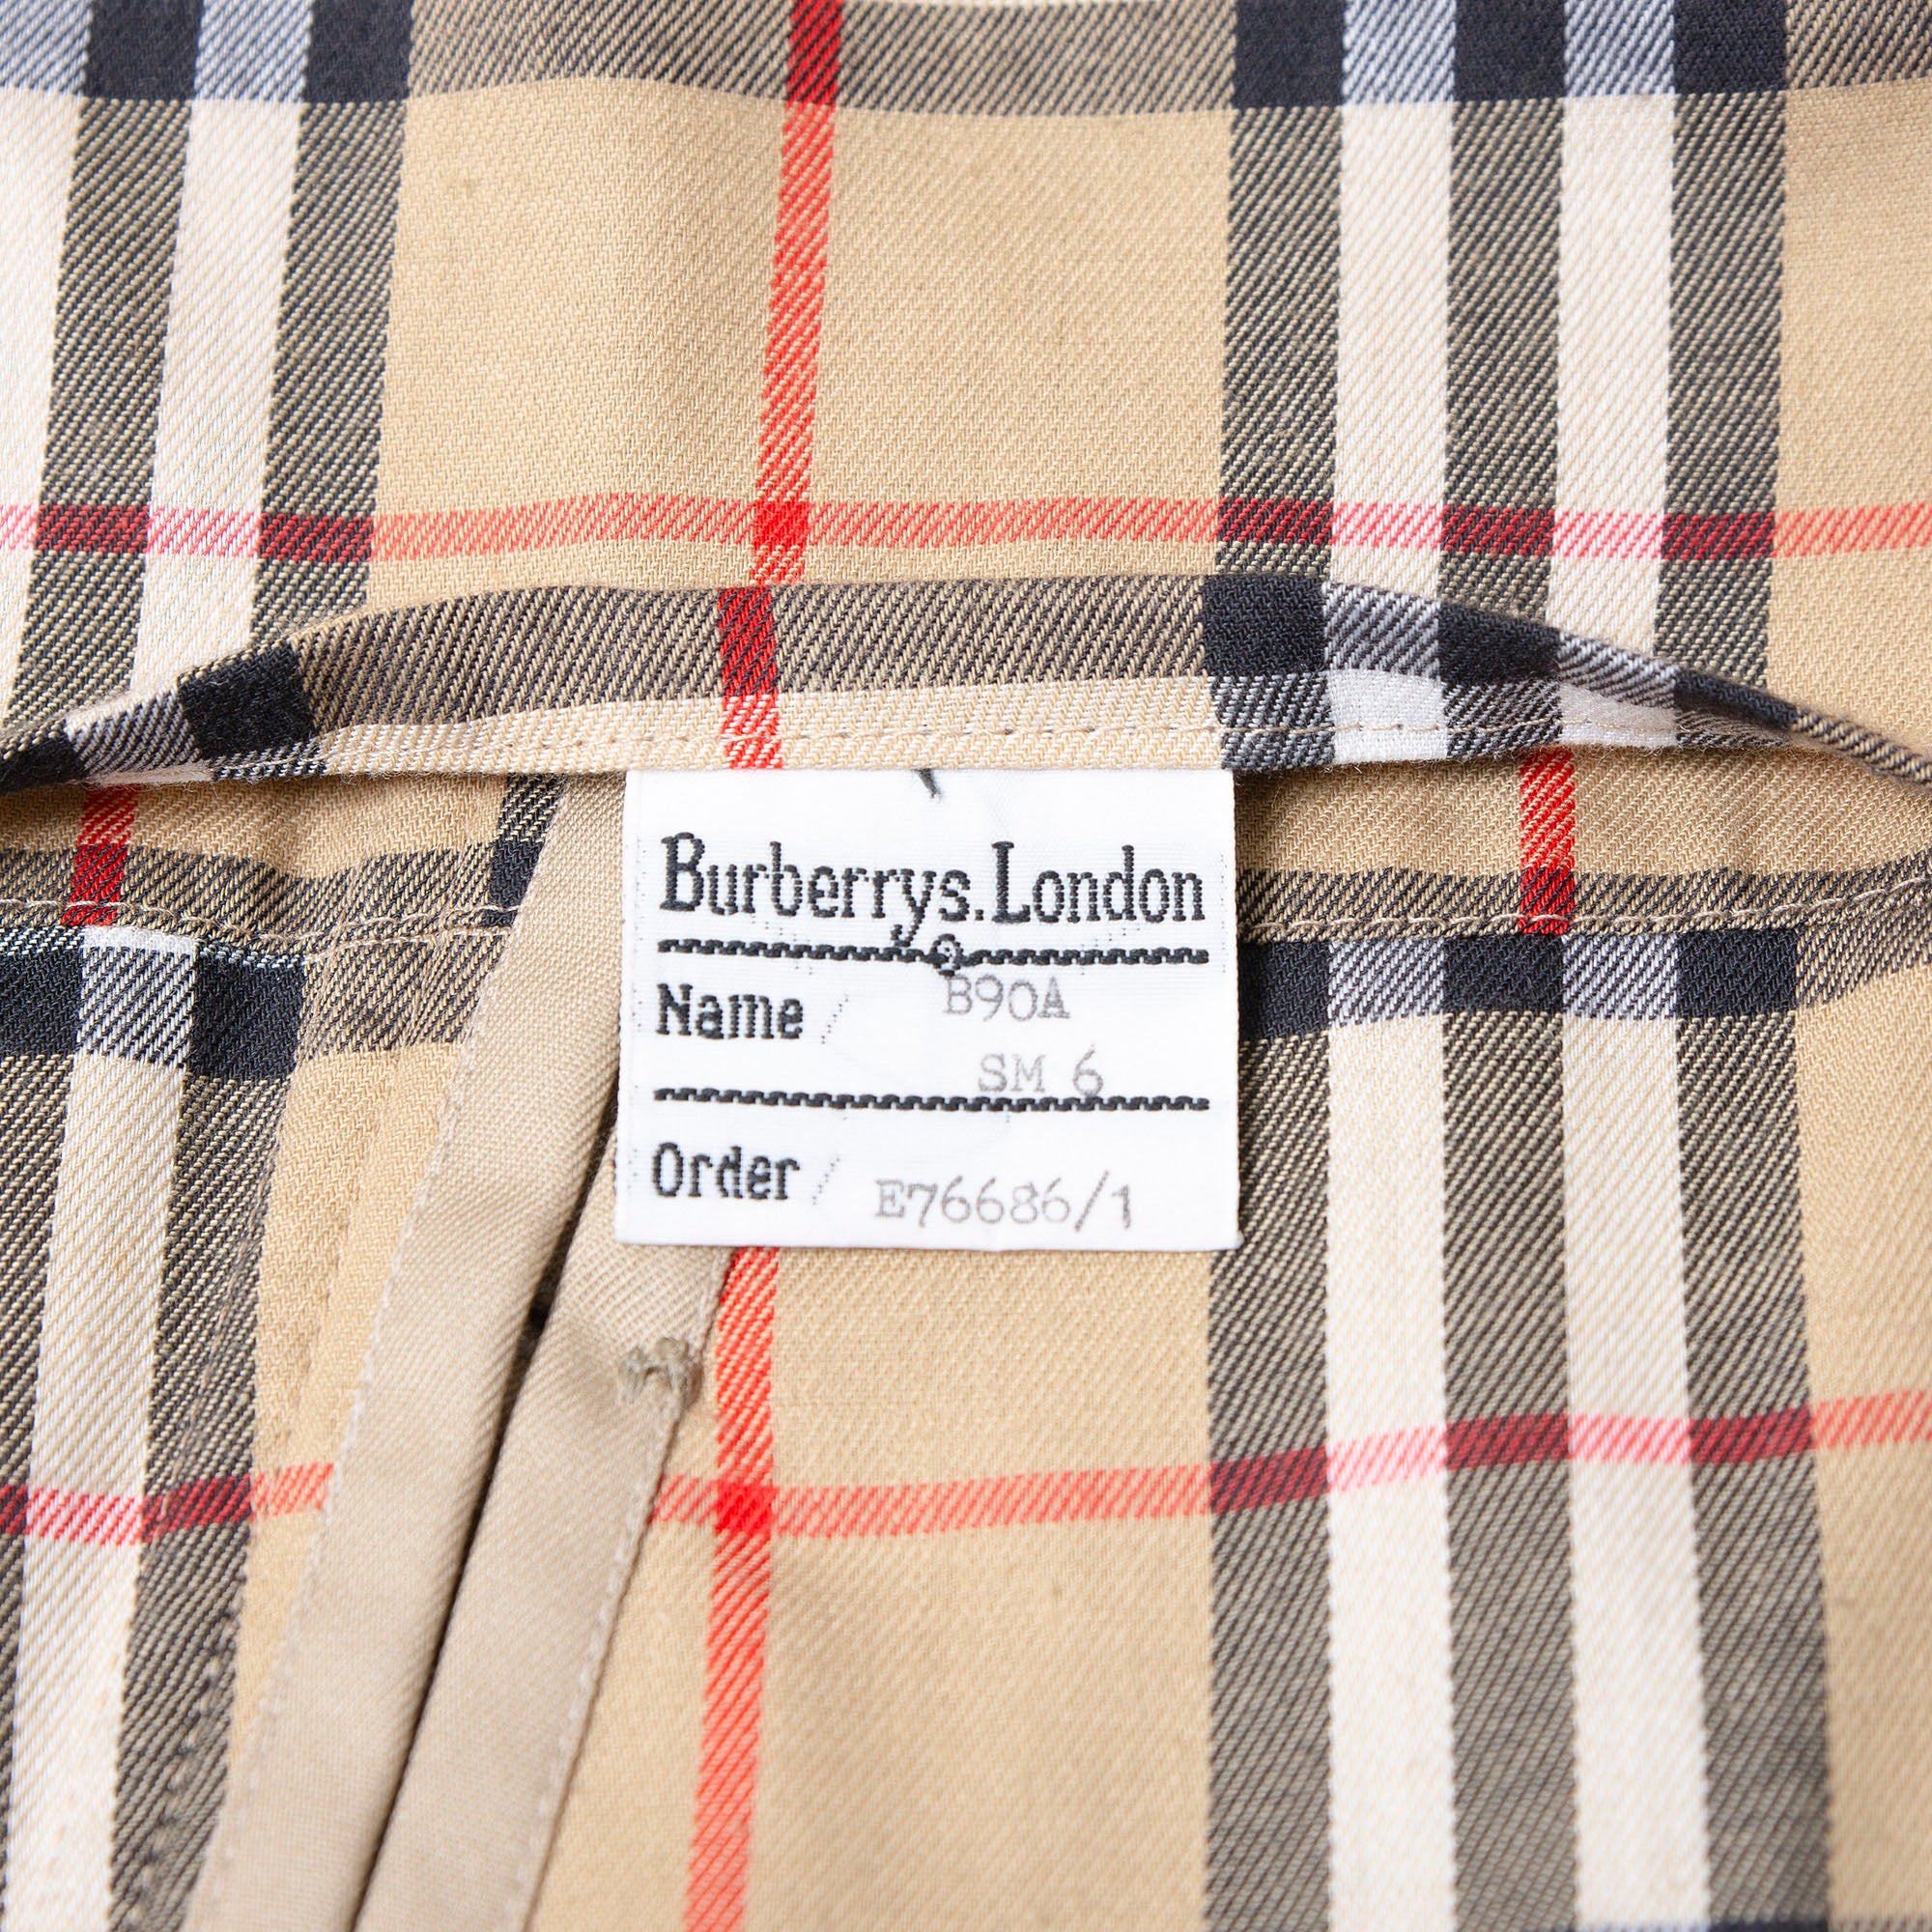 Burberrys. London
Name / B90A
SM 6
Order / E76686/1